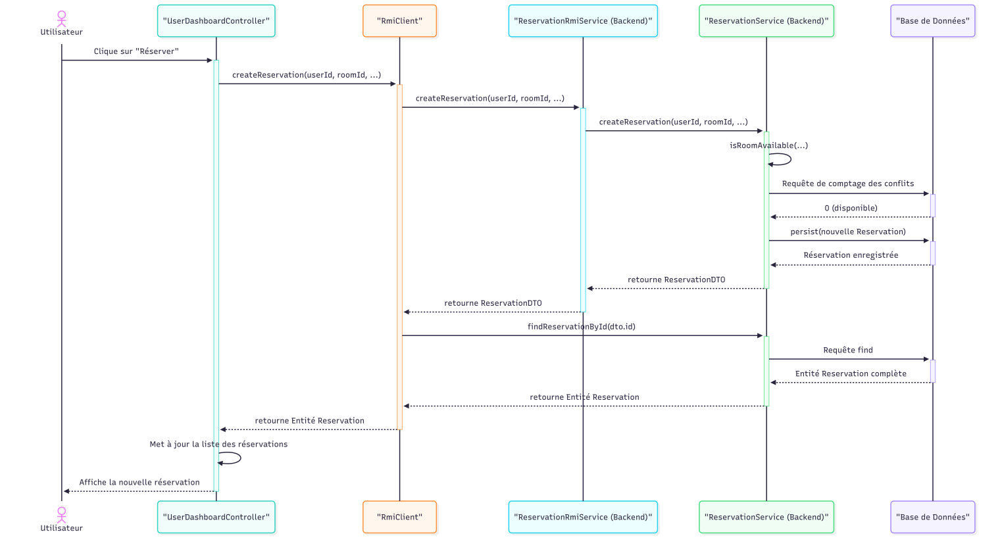 Utilisateur
"UserDashboardController"
"RmiClient"
"ReservationRmiService (Backend)"
"ReservationService (Backend)"
"Base de Données"
Clique sur "Réserver"
createReservation(userId, roomId, ...)
createReservation(userId, roomId, ...)
createReservation(userId, roomId, ...)
isRoomAvailable(...)
Requête de comptage des conflits
0 (disponible)
persist(nouvelle Reservation)
Réservation enregistrée
retourne ReservationDTO
retourne ReservationDTO
findReservationById(dto.id)
Requête find
Entité Reservation complète
retourne Entité Reservation
retourne Entité Reservation
Met à jour la liste des réservations
Affiche la nouvelle réservation
Utilisateur
"UserDashboardController"
"RmiClient"
"ReservationRmiService (Backend)"
"ReservationService (Backend)"
"Base de Données"